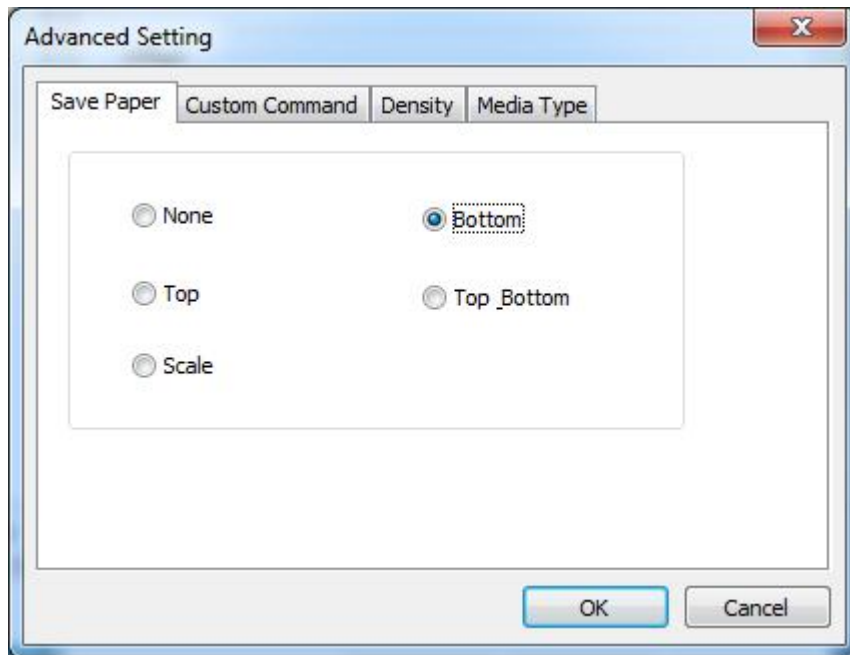 Advanced Setting
Save Paper Custom Command Density Media Type
None Bottom
Top Top_Bottom
Scale
OK Cancel